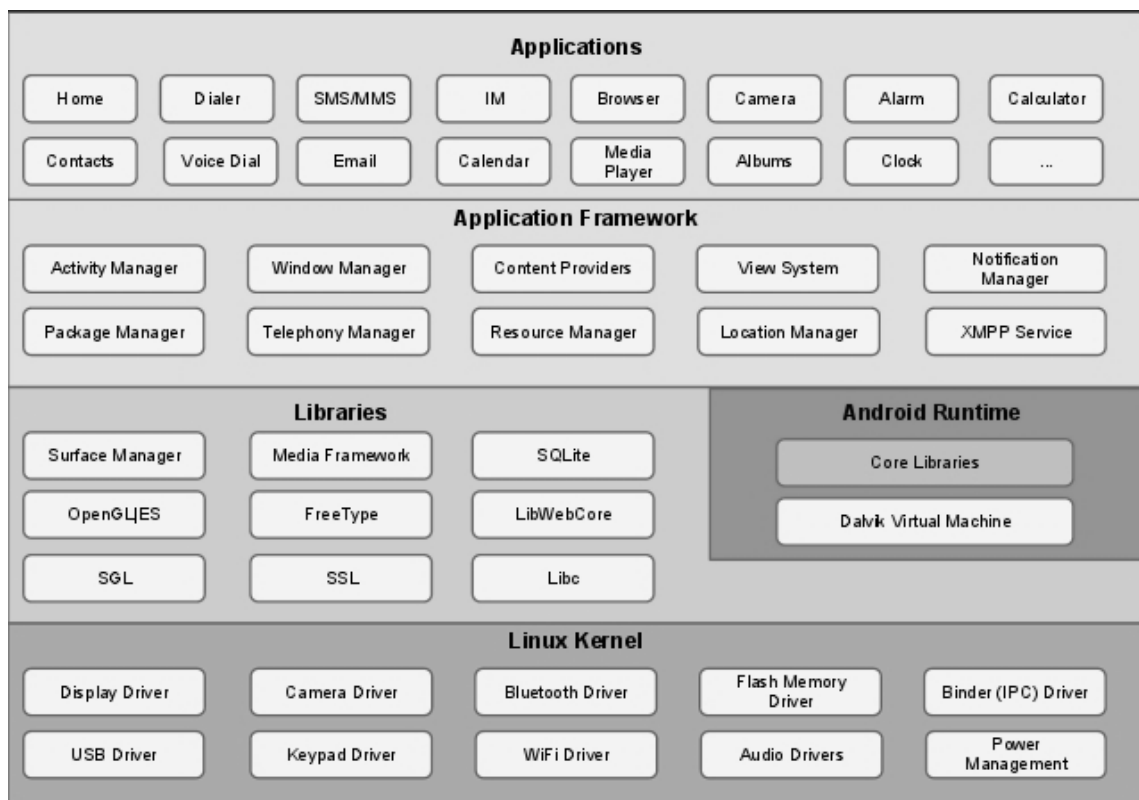 Applications
Home
Dialer
SMS/MMS
IM
Browser
Camera
Alarm
Calculator
Contacts
Voice Dial
Email
Calendar
Media
Player
Albums
Clock
...
Application Framework
Activity Manager
Window Manager
Content Providers
View System
Notification
Manager
Package Manager
Telephony Manager
Resource Manager
Location Manager
XMPP Service
Libraries
Surface Manager
Media Framework
SQLite
OpenGL|ES
FreeType
LibWebCore
SGL
SSL
Libc
Android Runtime
Core Libraries
Dalvik Virtual Machine
Linux Kernel
Display Driver
Camera Driver
Bluetooth Driver
Flash Memory
Driver
Binder (IPC) Driver
USB Driver
Keypad Driver
WiFi Driver
Audio Drivers
Power
Management